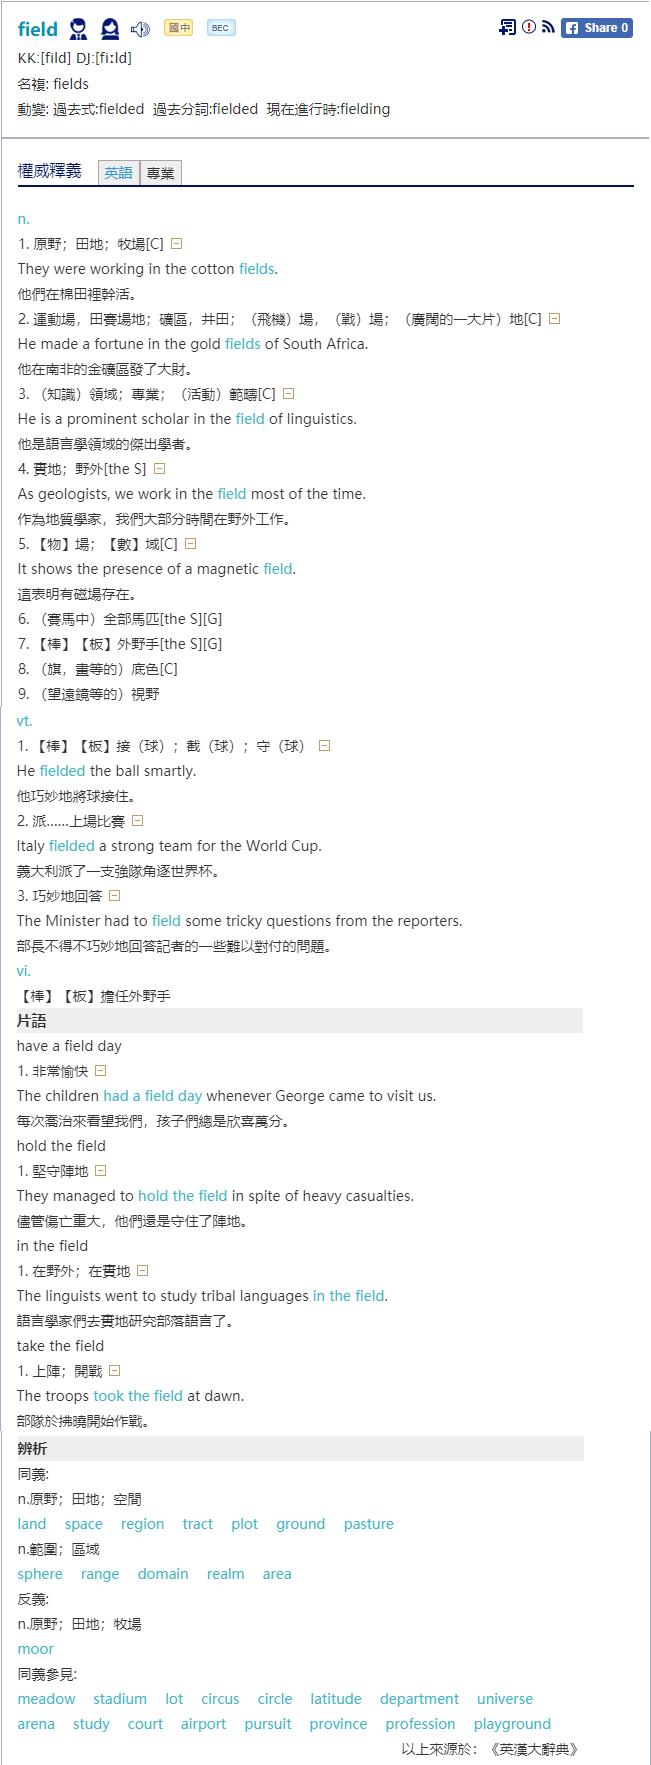 field 國中 BEC Share 0
KK:[fild] DJ:[fiːld]
名複: fields
動變: 過去式:fielded 過去分詞:fielded 現在進行時:fielding
權威釋義 英語 專業
n.
1. 原野；田地；牧場[C]
They were working in the cotton fields.
他們在棉田裡幹活。
2. 運動場，田賽場地；礦區，井田；（飛機）場，（戰）場；（廣闊的一大片）地[C]
He made a fortune in the gold fields of South Africa.
他在南非的金礦區發了大財。
3. （知識）領域；專業；（活動）範疇[C]
He is a prominent scholar in the field of linguistics.
他是語言學領域的傑出學者。
4. 實地；野外[the S]
As geologists, we work in the field most of the time.
作為地質學家，我們大部分時間在野外工作。
5. 【物】場；【數】域[C]
It shows the presence of a magnetic field.
這表明有磁場存在。
6. （賽馬中）全部馬匹[the S][G]
7. 【棒】【板】外野手[the S][G]
8. （旗，畫等的）底色[C]
9. （望遠鏡等的）視野
vt.
1. 【棒】【板】接（球）；截（球）；守（球）
He fielded the ball smartly.
他巧妙地將球接住。
2. 派……上場比賽
Italy fielded a strong team for the World Cup.
義大利派了一支強隊角逐世界杯。
3. 巧妙地回答
The Minister had to field some tricky questions from the reporters.
部長不得不巧妙地回答記者的一些難以對付的問題。
vi.
【棒】【板】擔任外野手
片語
have a field day
1. 非常愉快
The children had a field day whenever George came to visit us.
每次喬治來看望我們，孩子們總是欣喜萬分。
hold the field
1. 堅守陣地
They managed to hold the field in spite of heavy casualties.
儘管傷亡重大，他們還是守住了陣地。
in the field
1. 在野外；在實地
The linguists went to study tribal languages in the field.
語言學家們去實地研究部落語言了。
take the field
1. 上陣；開戰
The troops took the field at dawn.
部隊於拂曉開始作戰。
辨析
同義:
n.原野；田地；空間
land space region tract plot ground pasture
n.範圍；區域
sphere range domain realm area
反義:
n.原野；田地；牧場
moor
同義參見:
meadow stadium lot circus circle latitude department universe
arena study court airport pursuit province profession playground
以上來源於：《英漢大辭典》